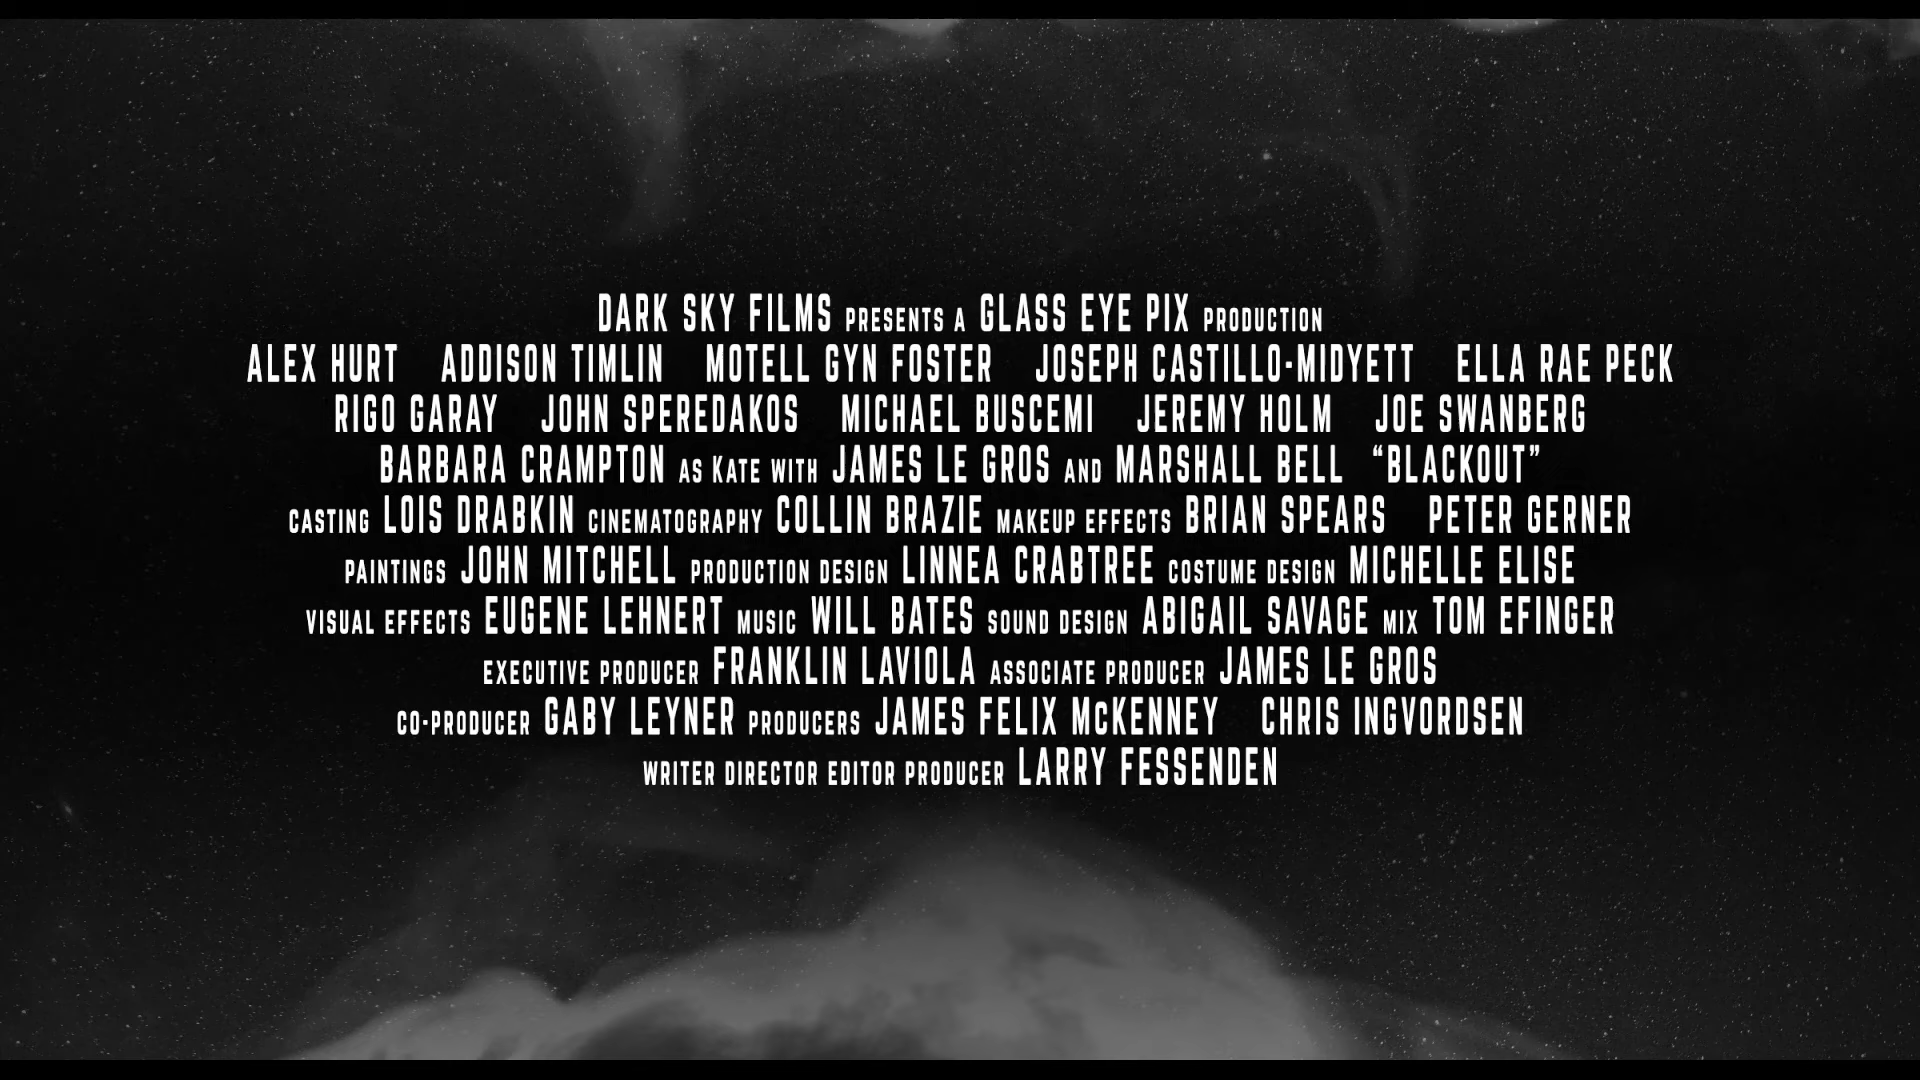 DARK SKY FILMS PRESENTS A GLASS EYE PIX PRODUCTION
ALEX HURT ADDISON TIMLIN MOTELL GYN FOSTER JOSEPH CASTILLO-MIDYETT ELLA RAE PECK
RIGO GARAY JOHN SPEREDAKOS MICHAEL BUSCEMI JEREMY HOLM JOE SWANBERG
BARBARA CRAMPTON AS KATE WITH JAMES LE GROS AND MARSHALL BELL “BLACKOUT”
CASTING LOIS DRABKIN CINEMATOGRAPHY COLLIN BRAZIE MAKEUP EFFECTS BRIAN SPEARS PETER GERNER
PAINTINGS JOHN MITCHELL PRODUCTION DESIGN LINNEA CRABTREE COSTUME DESIGN MICHELLE ELISE
VISUAL EFFECTS EUGENE LEHNERT MUSIC WILL BATES SOUND DESIGN ABIGAIL SAVAGE MIX TOM EFINGER
EXECUTIVE PRODUCER FRANKLIN LAVIOLA ASSOCIATE PRODUCER JAMES LE GROS
CO-PRODUCER GABY LEYNER PRODUCERS JAMES FELIX McKENNEY CHRIS INGVORDSEN
WRITER DIRECTOR EDITOR PRODUCER LARRY FESSENDEN